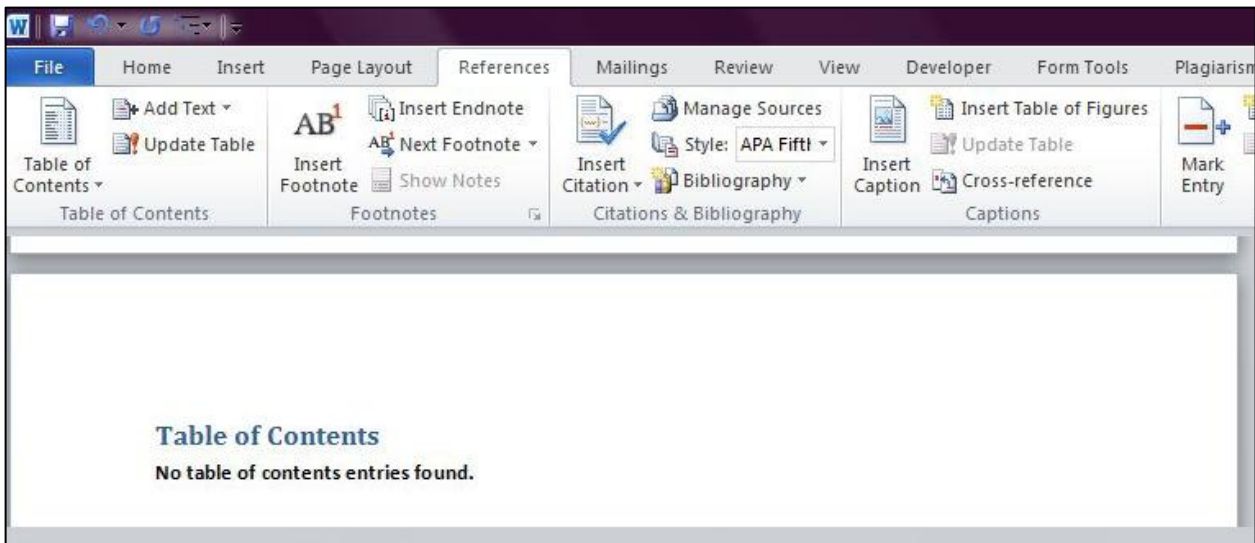 W
File Home Insert Page Layout References Mailings Review View Developer Form Tools Plagiarism
Table of Contents
Add Text
Update Table
Table of Contents
AB1
Insert Footnote
Insert Endnote
AB1 Next Footnote
Show Notes
Footnotes
Insert Citation
Manage Sources
Style: APA Fifth
Bibliography
Citations & Bibliography
Insert Caption
Insert Table of Figures
Update Table
Cross-reference
Captions
Mark Entry
Table of Contents
No table of contents entries found.